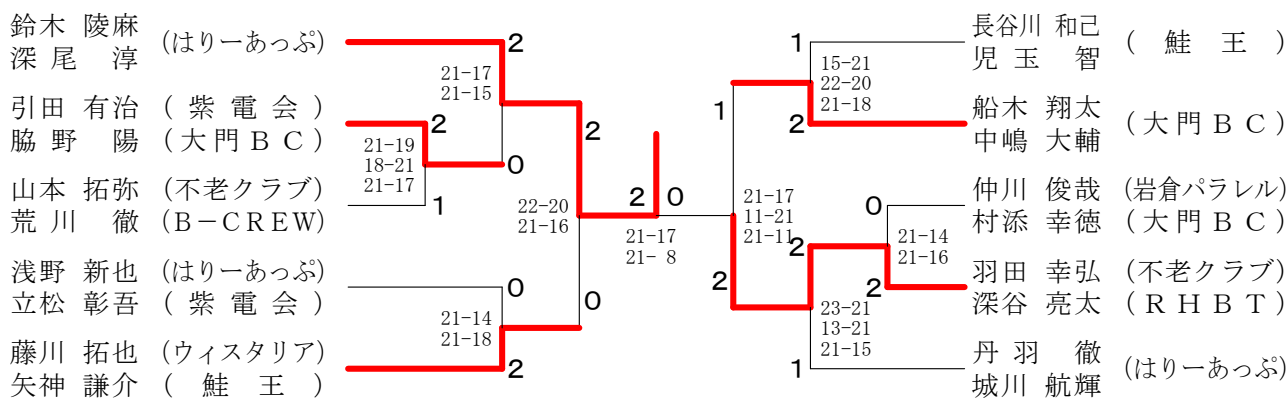 鈴木 陵麻 (はりーあっぷ)
深尾 淳
2
21-17
21-15
引田 有治 (紫電会)
脇野 陽 (大門BC)
2
21-19
18-21
21-17
0
山本 拓弥 (不老クラブ)
荒川 徹 (B-CREW)
1
2
22-20
21-16
浅野 新也 (はりーあっぷ)
立松 彰吾 (紫電会)
0
21-14
21-18
0
藤川 拓也 (ウィスタリア)
矢神 謙介 (鮭王)
2
2 0
21-17
21- 8
長谷川 和己 (鮭王)
児玉 智
1
15-21
22-20
21-18
1
船木 翔太 (大門BC)
中嶋 大輔
2
21-17
11-21
21-11
仲川 俊哉 (岩倉パラレル)
村添 幸徳 (大門BC)
0
21-14
21-16
2
羽田 幸弘 (不老クラブ)
深谷 亮太 (RHBT)
2
2
23-21
13-21
21-15
丹羽 徹 (はりーあっぷ)
城川 航輝
1